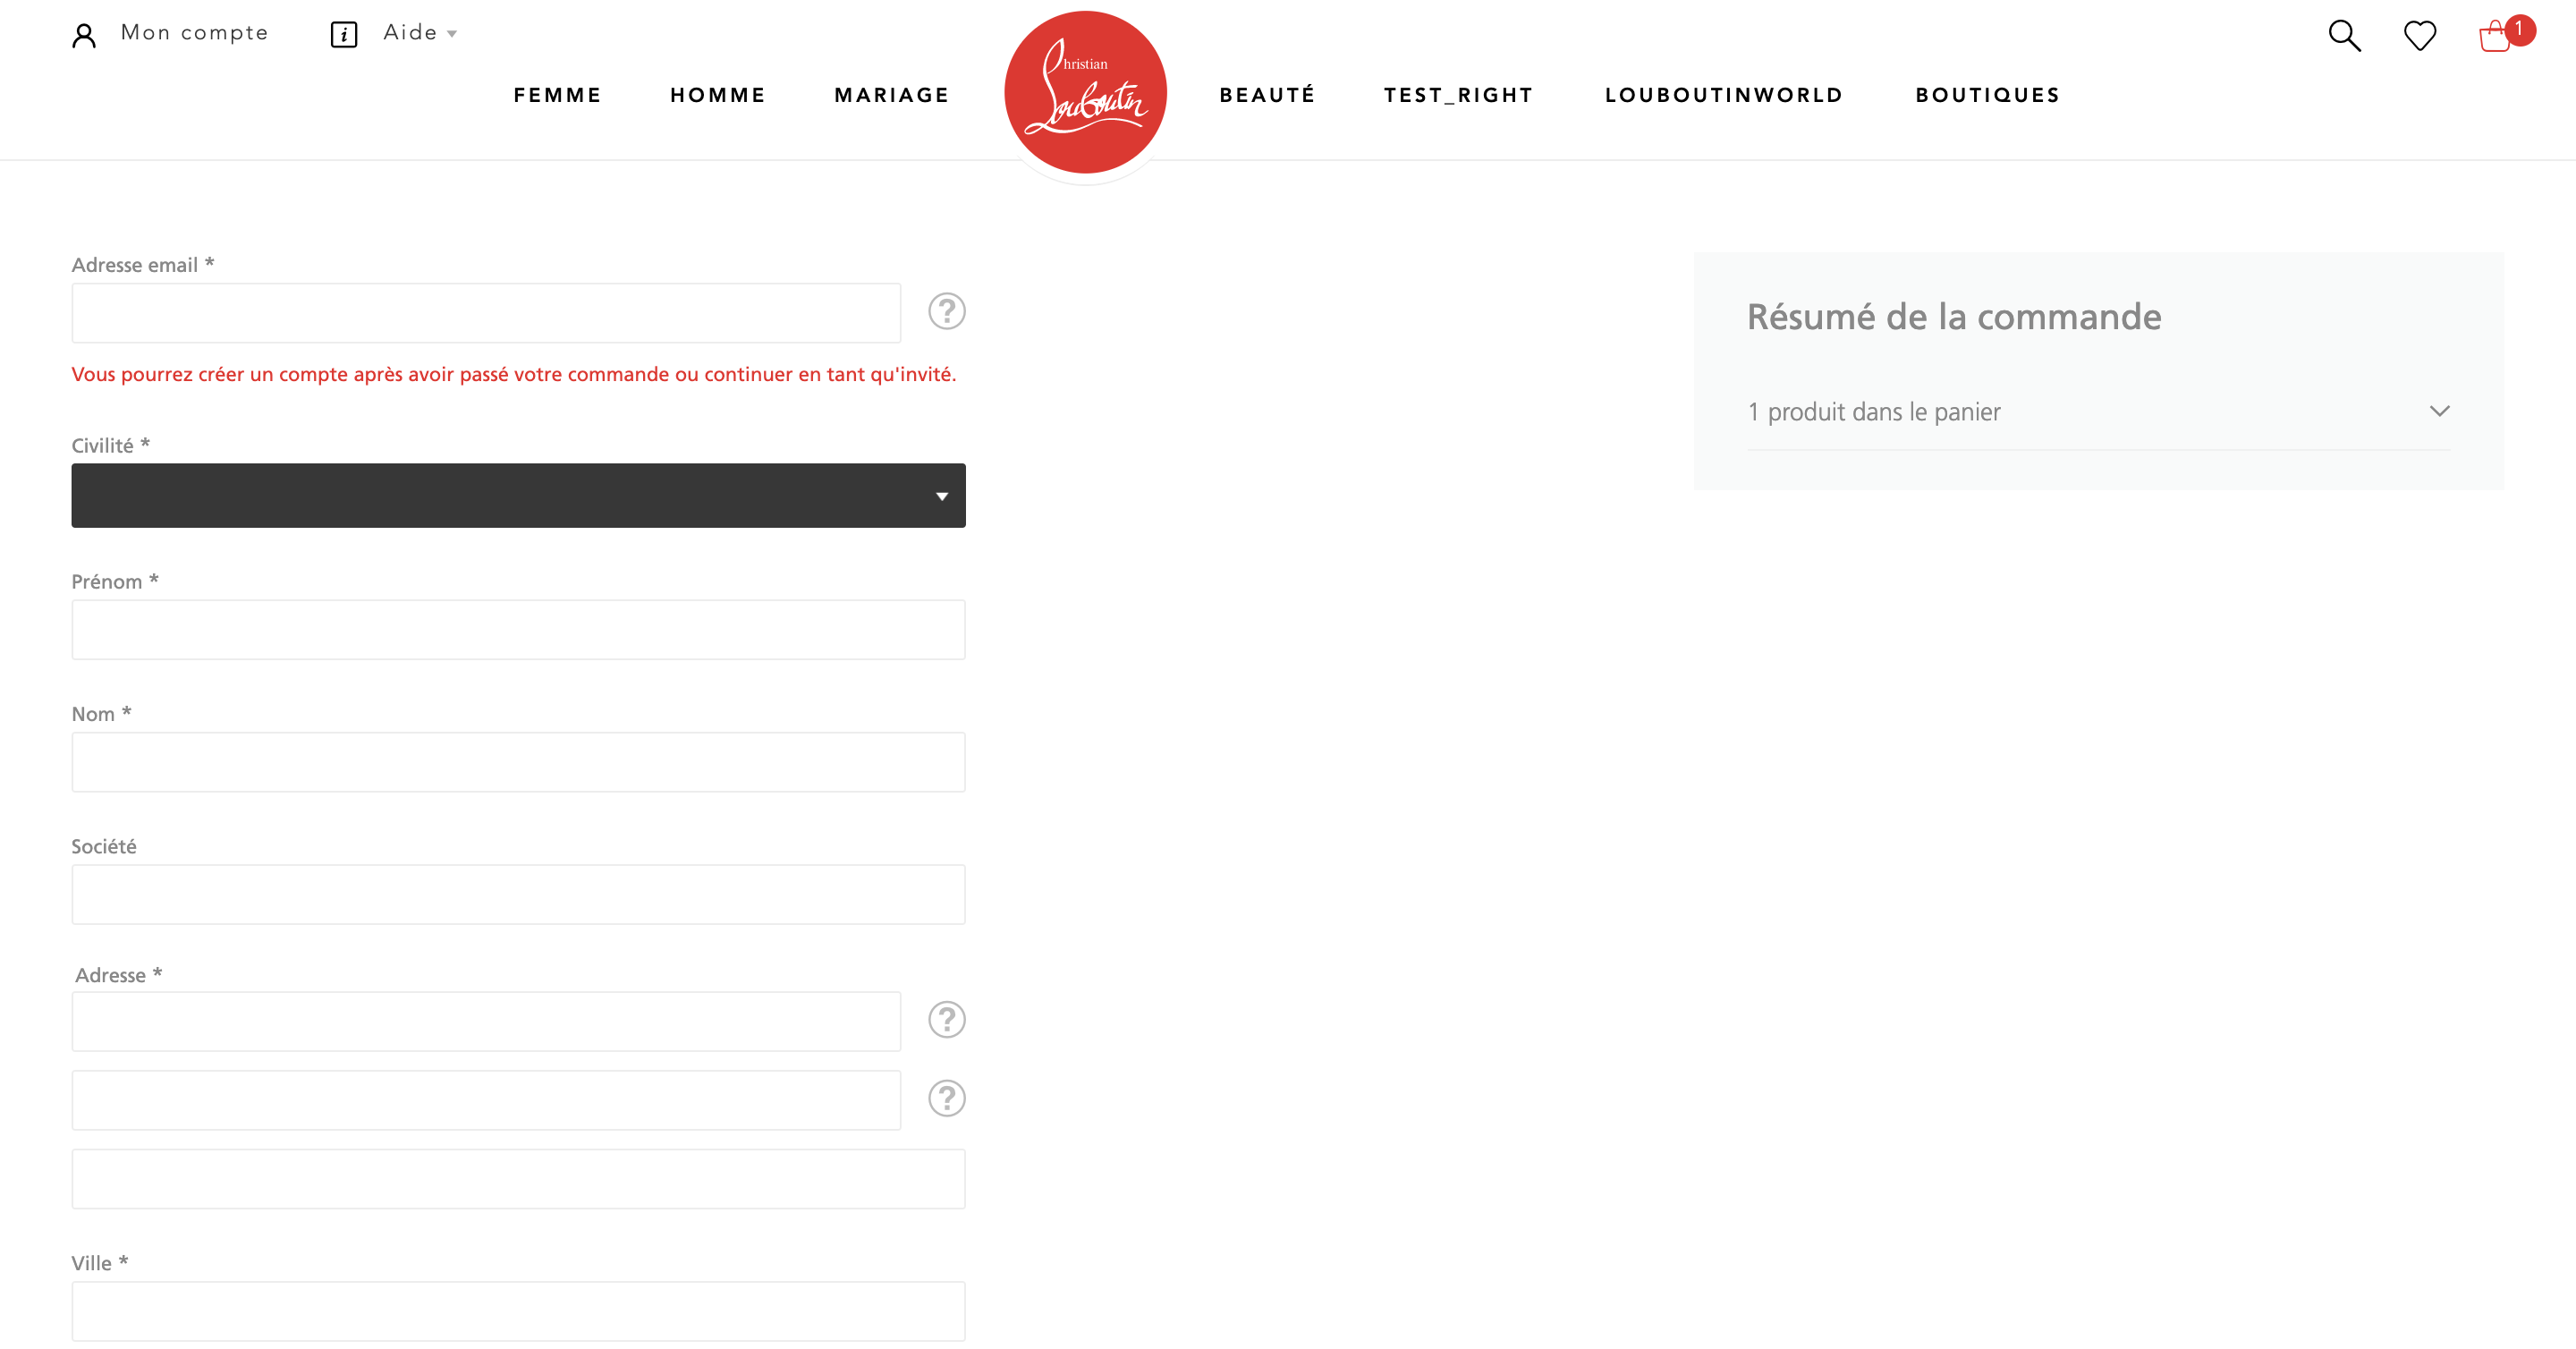 Mon compte
i
Aide
1
FEMME HOMME MARIAGE
Christian
Louboutin
BEAUTÉ TEST_RIGHT LOUBOUTINWORLD BOUTIQUES
Adresse email *
?
Vous pourrez créer un compte après avoir passé votre commande ou continuer en tant qu'invité.
Civilité *
Prénom *
Nom *
Société
Adresse *
?
?
Ville *
Résumé de la commande
1 produit dans le panier